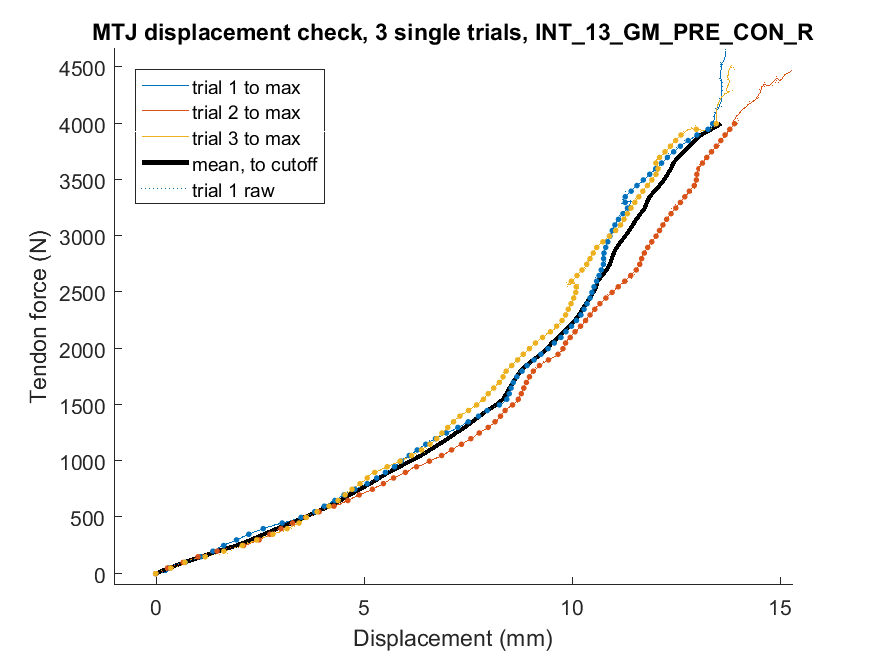 MTJ displacement check, 3 single trials, INT_13_GM_PRE_CON_R
4500
4000
3500
3000
2500
2000
1500
1000
500
0
Tendon force (N)
trial 1 to max
trial 2 to max
trial 3 to max
mean, to cutoff
trial 1 raw
0
5
10
15
Displacement (mm)